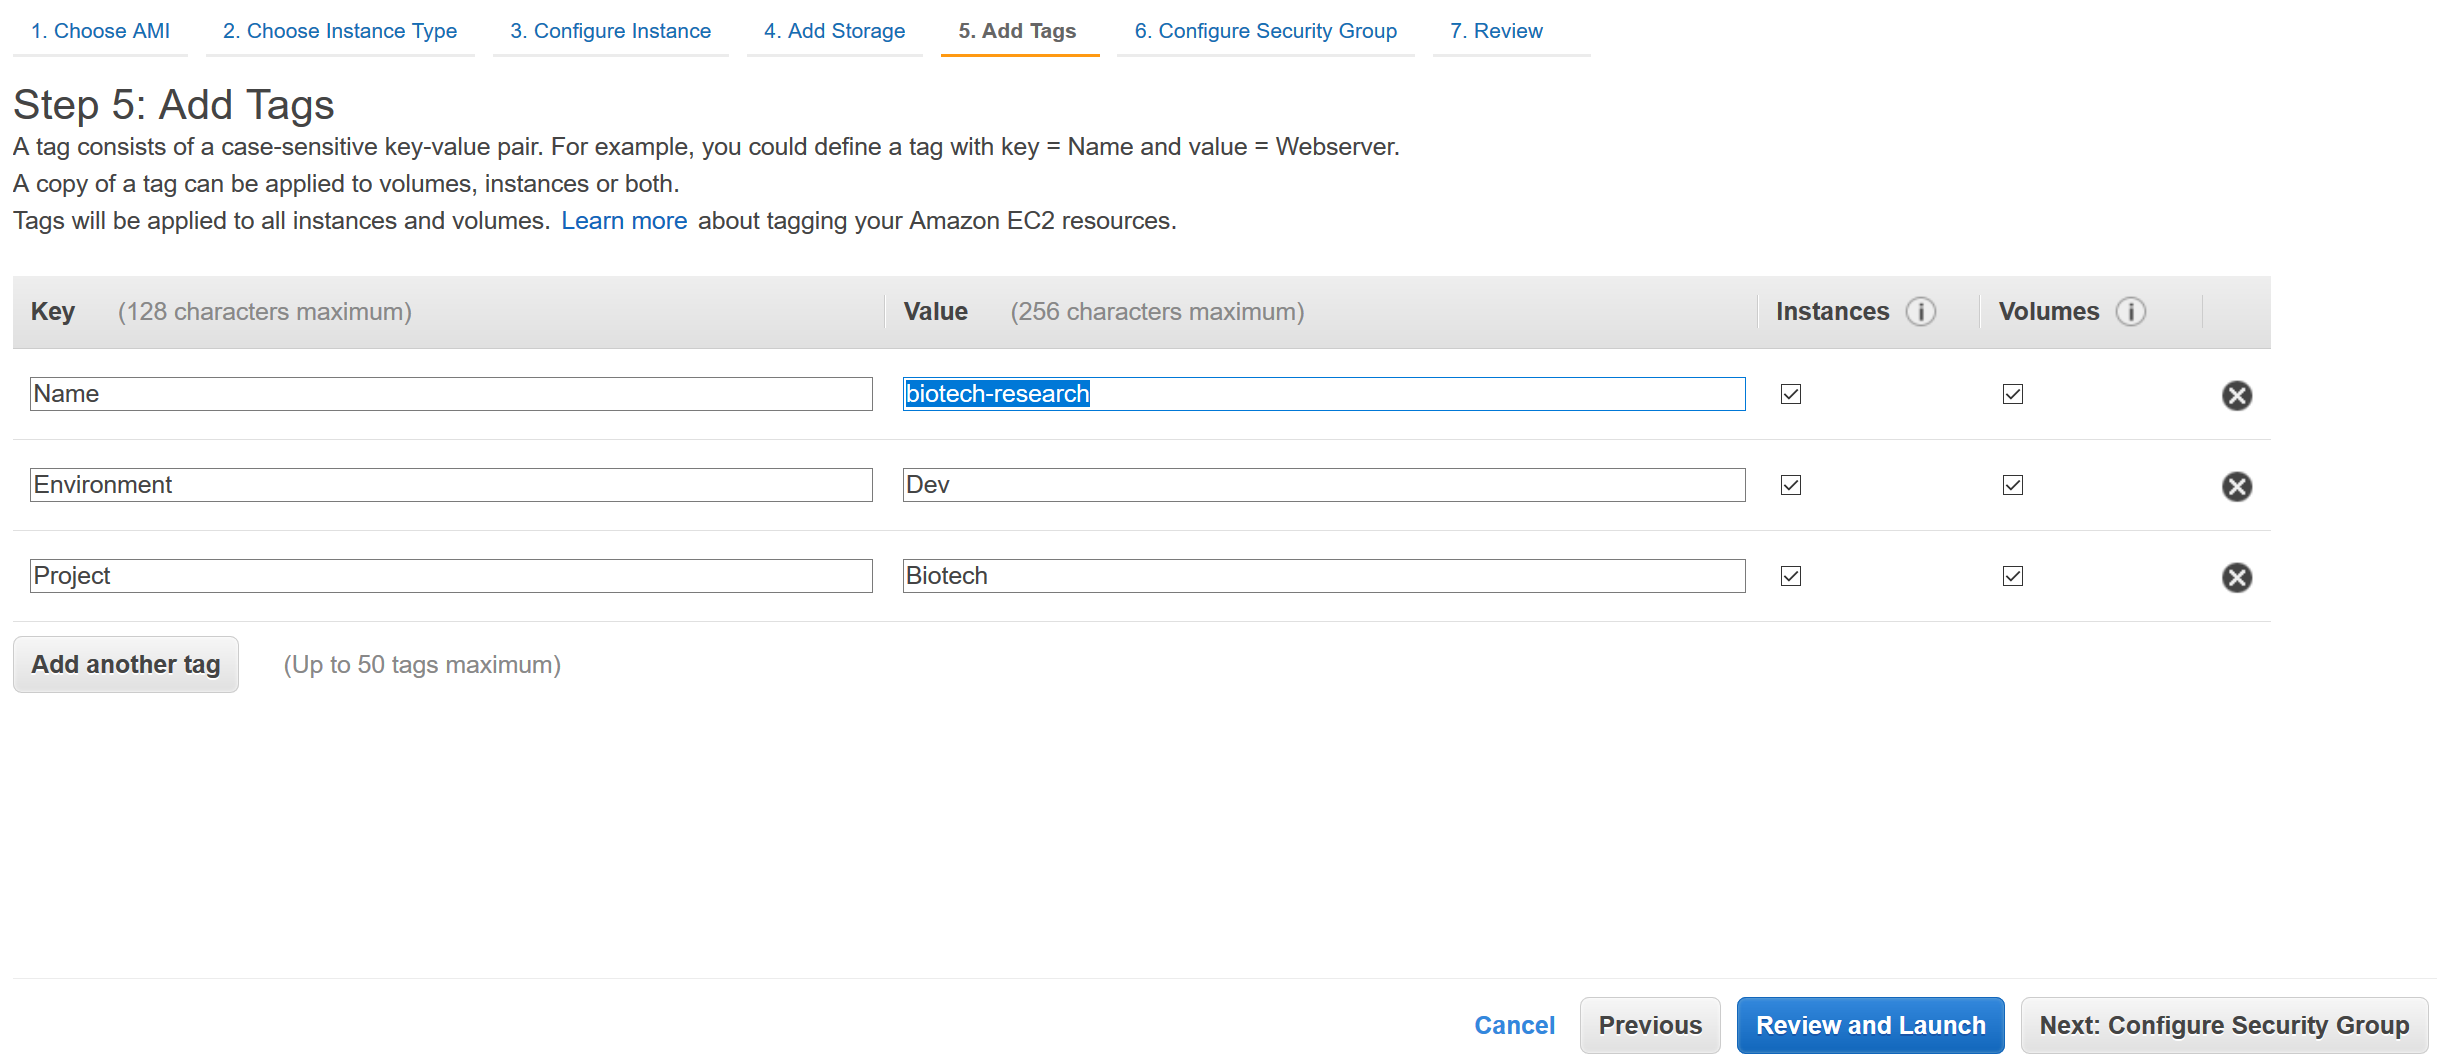 1. Choose AMI 2. Choose Instance Type 3. Configure Instance 4. Add Storage 5. Add Tags 6. Configure Security Group 7. Review
Step 5: Add Tags
A tag consists of a case-sensitive key-value pair. For example, you could define a tag with key = Name and value = Webserver.
A copy of a tag can be applied to volumes, instances or both.
Tags will be applied to all instances and volumes. Learn more about tagging your Amazon EC2 resources.
Key (128 characters maximum) Value (256 characters maximum) Instances i Volumes i
Name biotech-research
Environment Dev
Project Biotech
Add another tag (Up to 50 tags maximum)
Cancel Previous Review and Launch Next: Configure Security Group